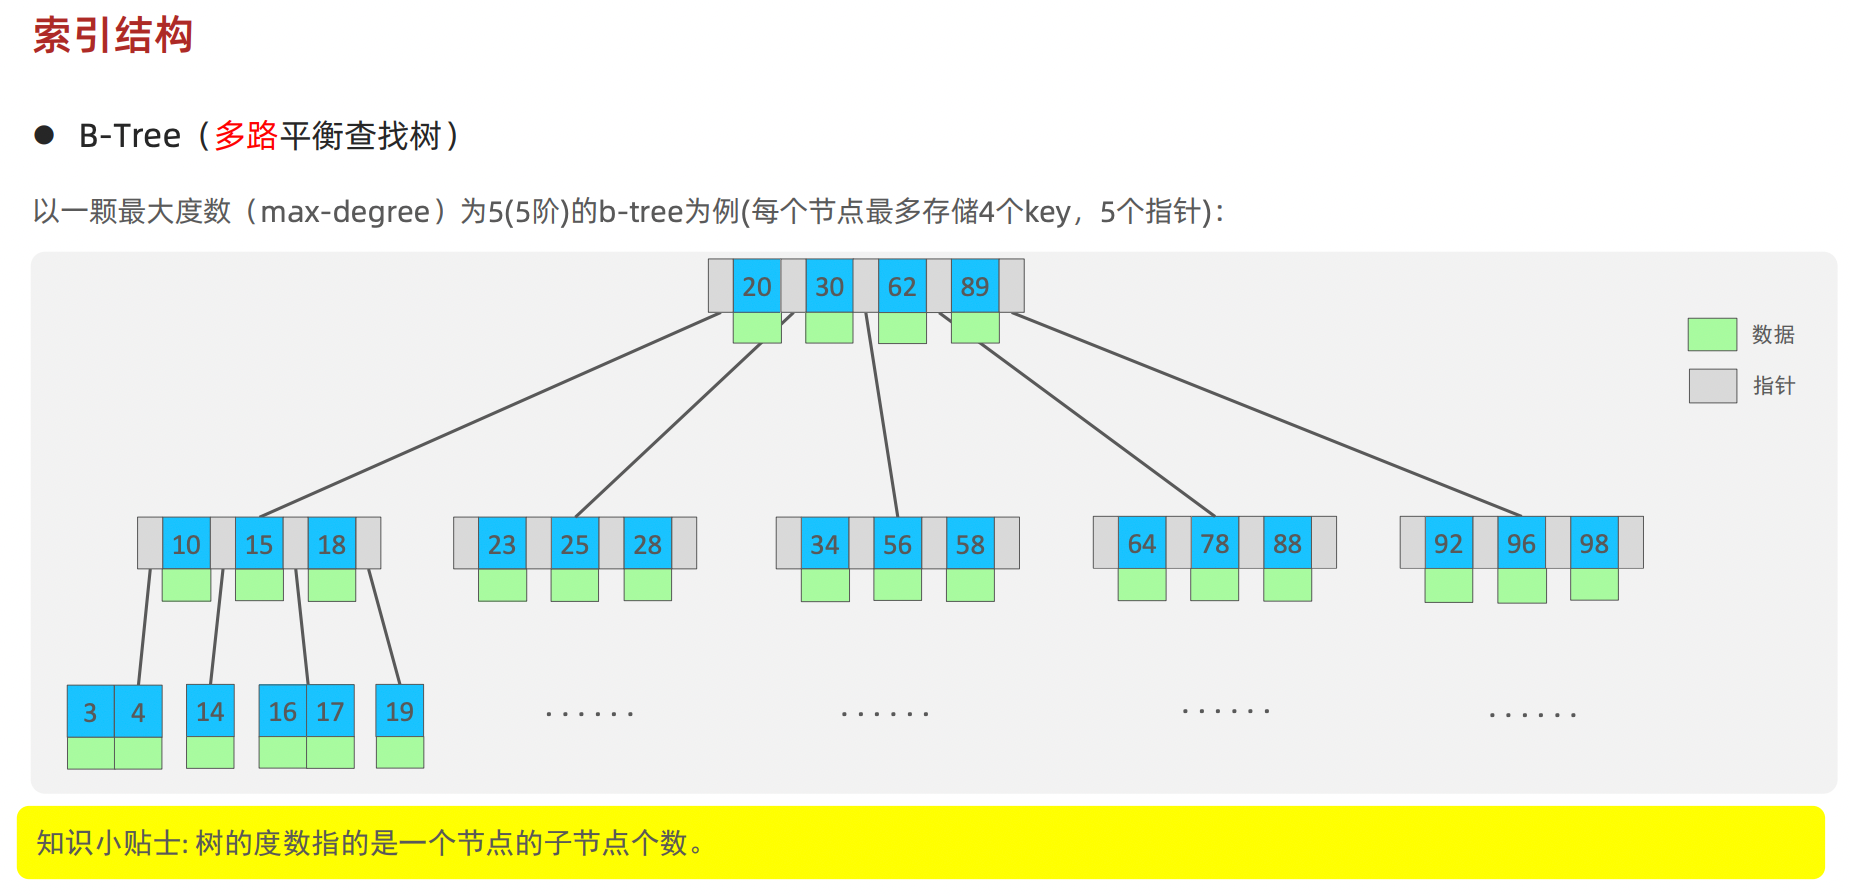 索引结构
● B-Tree（多路平衡查找树）
以一颗最大度数（max-degree）为5(5阶)的b-tree为例(每个节点最多存储4个key，5个指针)：
20 30 62 89
数据
指针
10 15 18 23 25 28 34 56 58 64 78 88 92 96 98
3 4 14 16 17 19 ······ ······ ······ ······
知识小贴士: 树的度数指的是一个节点的子节点个数。